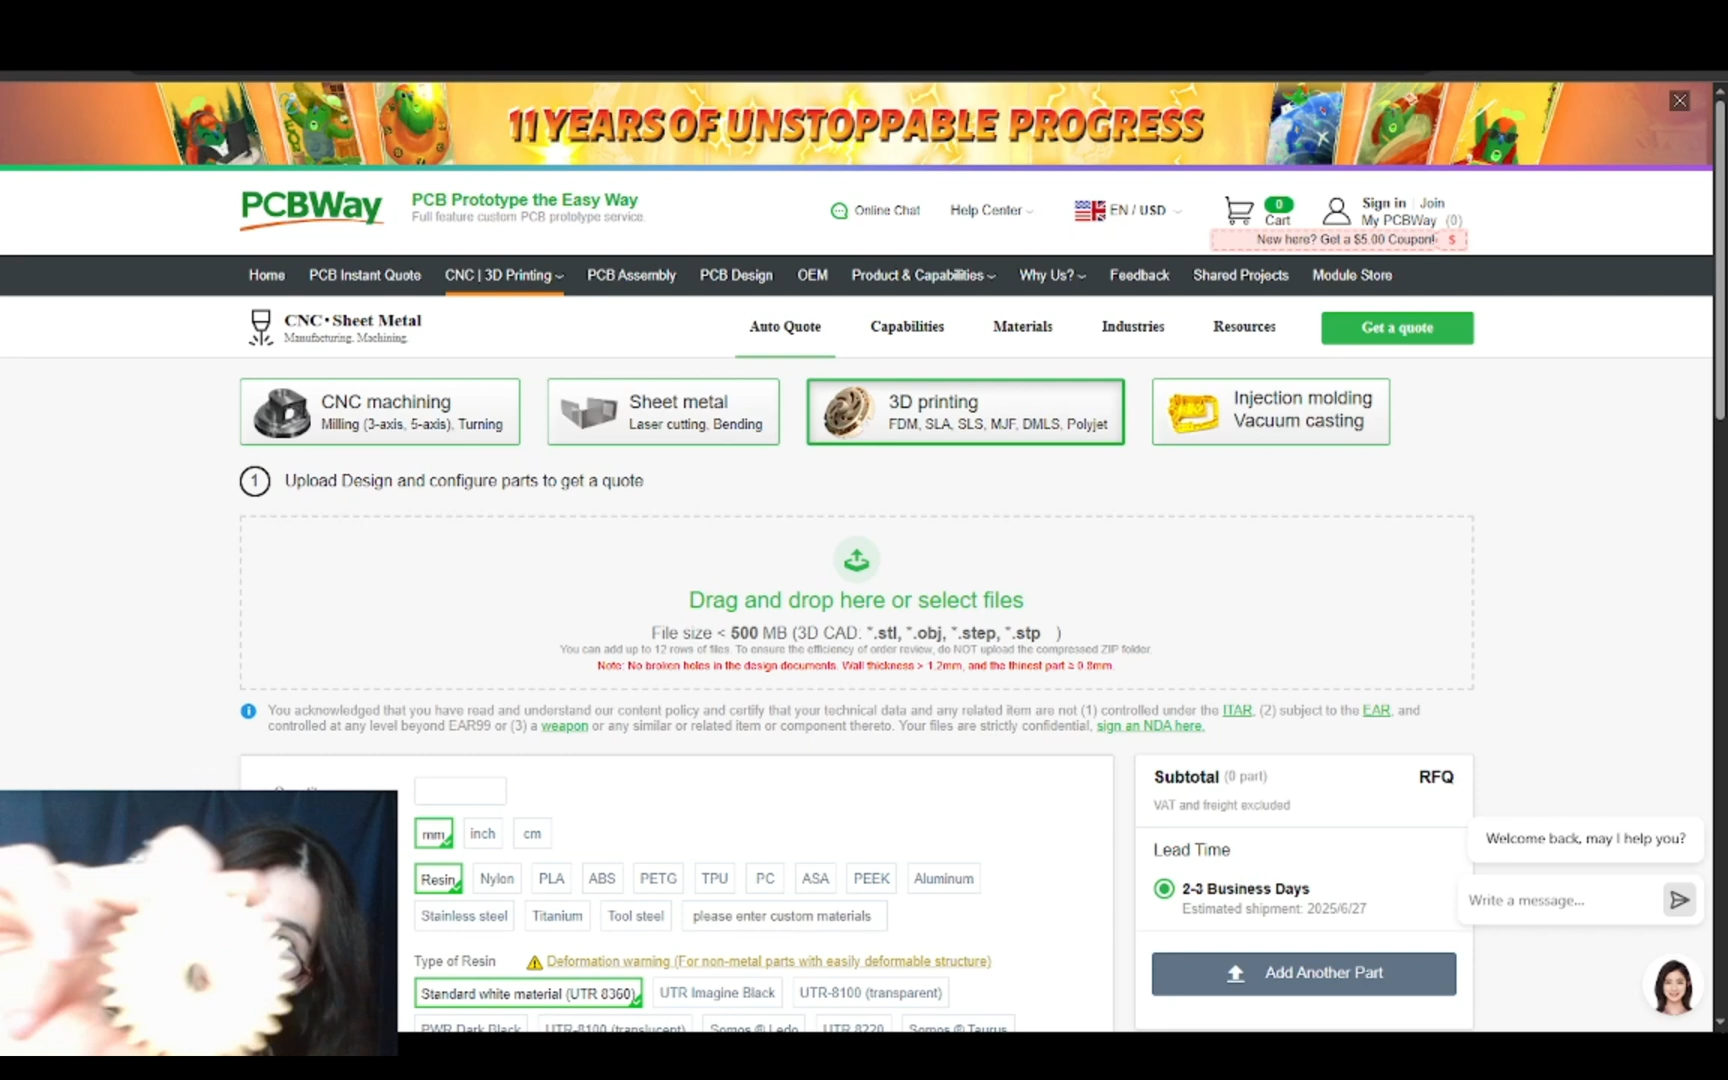 11 YEARS OF UNSTOPPABLE PROGRESS
PCBWay
PCB Prototype the Easy Way
Full feature custom PCB prototype service.
Online Chat
Help Center
EN / USD
0
Cart
Sign in | Join
My PCBWay (0)
New here? Get a $5.00 Coupon! $
Home PCB Instant Quote CNC | 3D Printing PCB Assembly PCB Design OEM Product & Capabilities Why Us? Feedback Shared Projects Module Store
CNC • Sheet Metal
Manufacturing. Machining.
Auto Quote Capabilities Materials Industries Resources Get a quote
CNC machining
Milling (3-axis, 5-axis), Turning
Sheet metal
Laser cutting, Bending
3D printing
FDM, SLA, SLS, MJF, DMLS, Polyjet
Injection molding
Vacuum casting
1 Upload Design and configure parts to get a quote
Drag and drop here or select files
File size < 500 MB (3D CAD: *.stl, *.obj, *.step, *.stp )
You can add up to 12 rows of files. To ensure the efficiency of order review, do NOT upload the compressed ZIP folder.
Note: No broken holes in the design documents. Wall thickness > 1.2mm, and the thinest part ≥ 0.8mm.
You acknowledged that you have read and understand our content policy and certify that your technical data and any related item are not (1) controlled under the ITAR, (2) subject to the EAR, and
controlled at any level beyond EAR99 or (3) a weapon or any similar or related item or component thereto. Your files are strictly confidential, sign an NDA here.
mm inch cm
Resin Nylon PLA ABS PETG TPU PC ASA PEEK Aluminum
Stainless steel Titanium Tool steel please enter custom materials
Type of Resin Deformation warning (For non-metal parts with easily deformable structure)
Standard white material (UTR 8360) UTR Imagine Black UTR-8100 (transparent)
PWR Dark Black UTR-8100 (translucent) Somos ® Ledo UTR 8220 Somos ® Taurus
Subtotal (0 part) RFQ
VAT and freight excluded
Lead Time
2-3 Business Days
Estimated shipment: 2025/6/27
Add Another Part
Welcome back, may I help you?
Write a message...